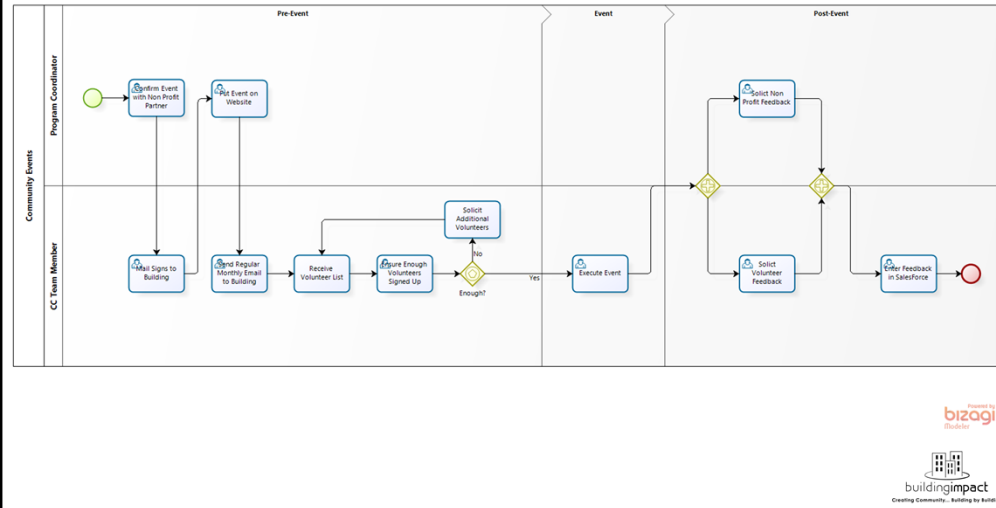 Pre-Event
Event
Post-Event
Community Events
Program Coordinator
Confirm Event
with Non Profit
Partner
Put Event on
Website
Solict Non
Profit Feedback
CC Team Member
Mail Signs to
Building
Send Regular
Monthly Email
to Building
Receive
Volunteer List
Ensure Enough
Volunteers
Signed Up
Solicit
Additional
Volunteers
No
Enough?
Yes
Execute Event
Solict
Volunteer
Feedback
Enter Feedback
in SalesForce
Powered by
bizagi
Modeler
buildingimpact
Creating Community... Building by Buildi